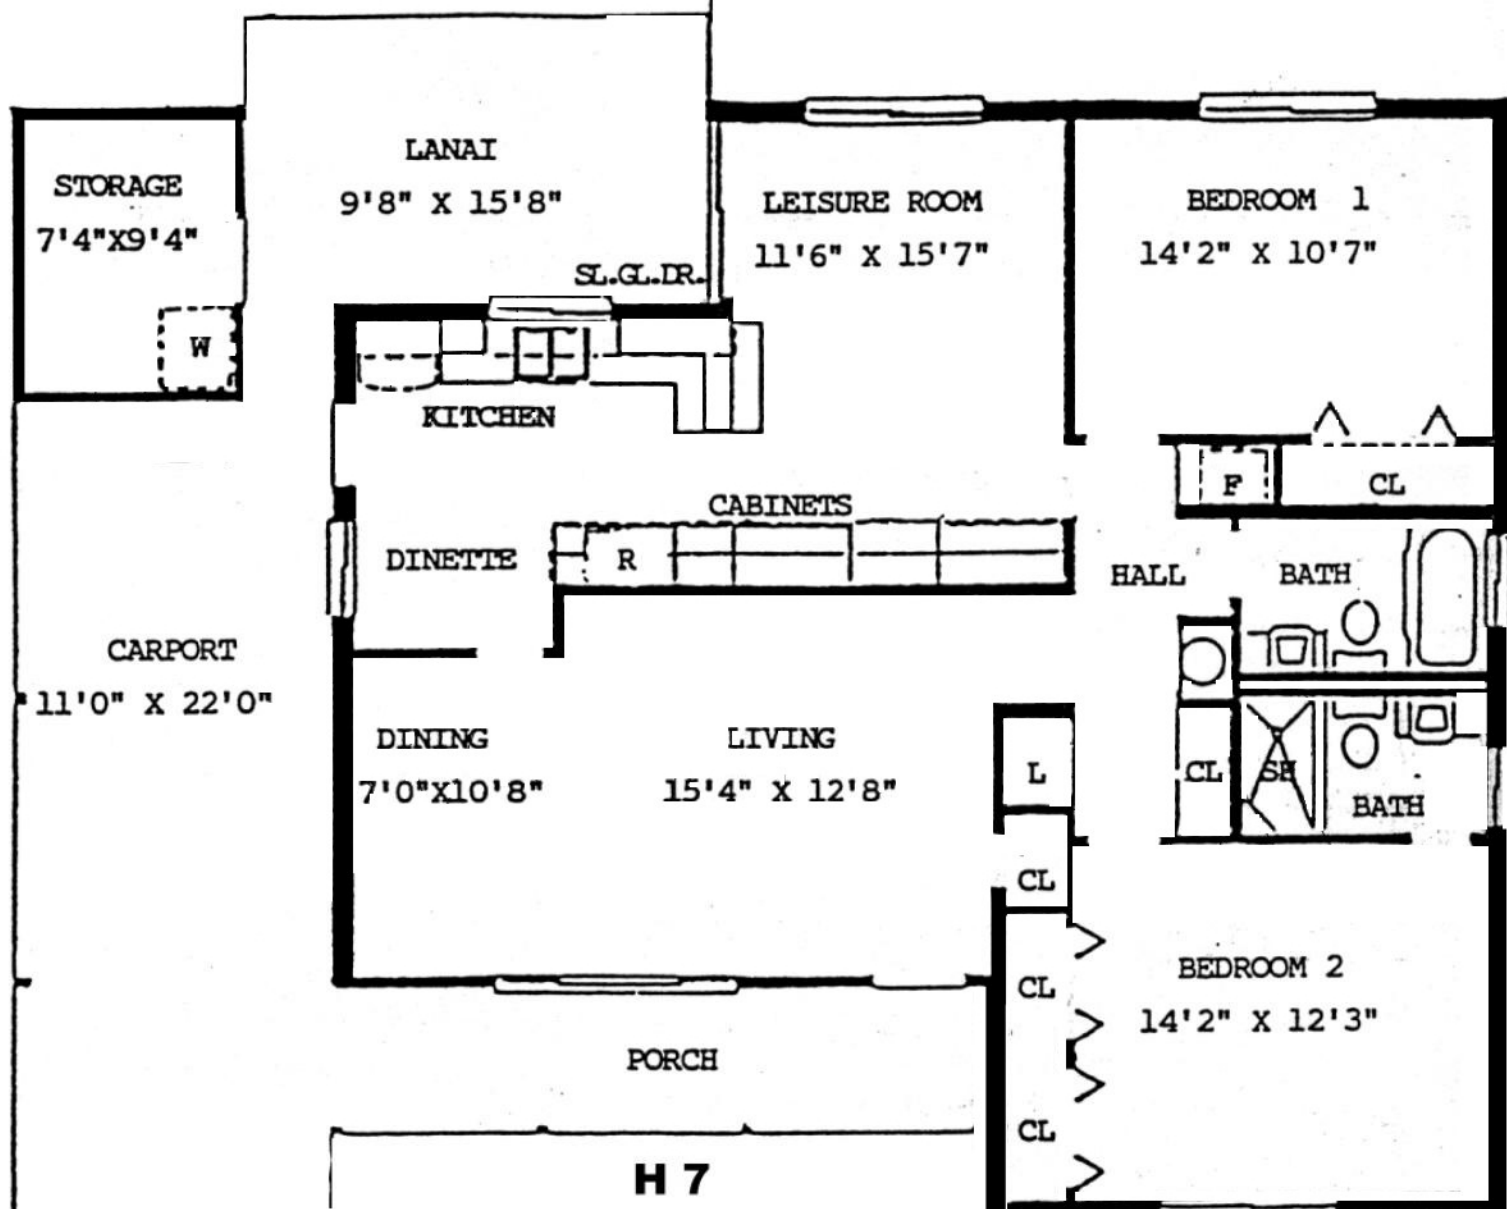 LANAI
9'8" X 15'8"
SL.GL.DR.
STORAGE
7'4"X9'4"
W
LEISURE ROOM
11'6" X 15'7"
BEDROOM 1
14'2" X 10'7"
KITCHEN
F
CL
CABINETS
DINETTE
R
HALL
BATH
CARPORT
11'0" X 22'0"
DINING
7'0"X10'8"
LIVING
15'4" X 12'8"
L
CL
SH
BATH
CL
CL
BEDROOM 2
14'2" X 12'3"
CL
PORCH
H 7